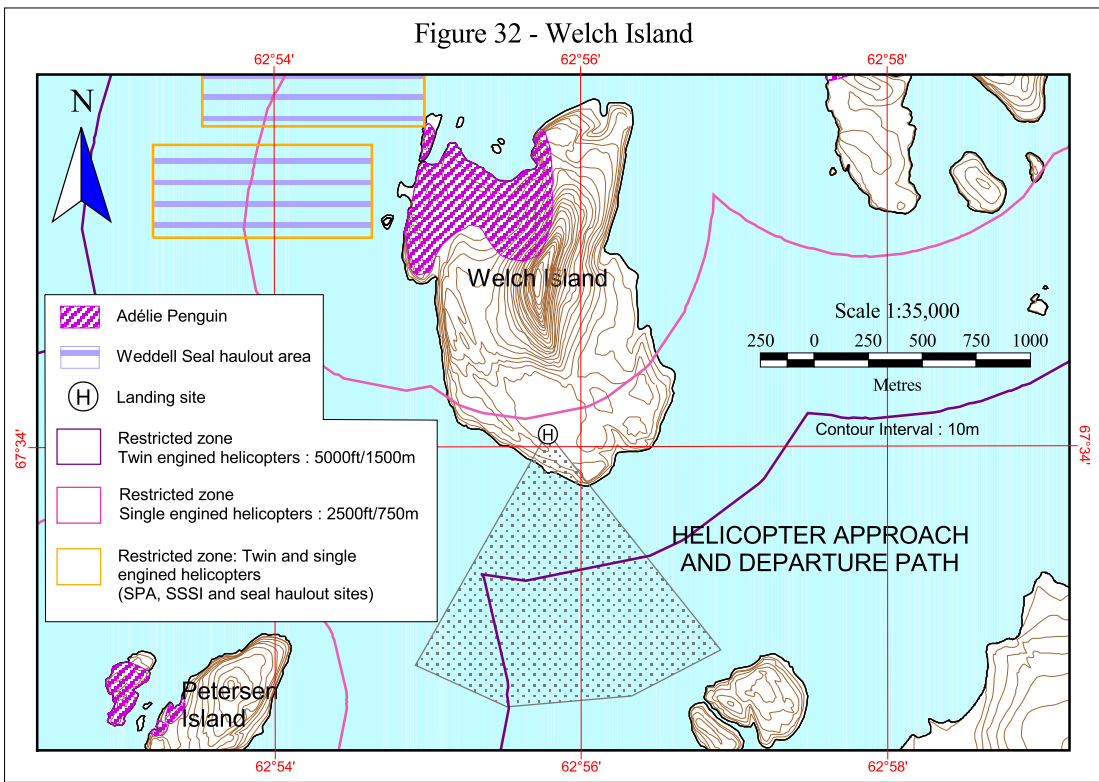 Figure 32 - Welch Island
62°54'
62°56'
62°58'
N
Welch Island
Adélie Penguin
Weddell Seal haulout area
H
Landing site
Restricted zone
Twin engined helicopters : 5000ft/1500m
Restricted zone
Single engined helicopters : 2500ft/750m
Restricted zone: Twin and single
engined helicopters
(SPA, SSSI and seal haulout sites)
Scale 1:35,000
250 0 250 500 750 1000
Metres
Contour Interval : 10m
67°34'
67°34'
H
HELICOPTER APPROACH
AND DEPARTURE PATH
Petersen
Island
62°54'
62°56'
62°58'